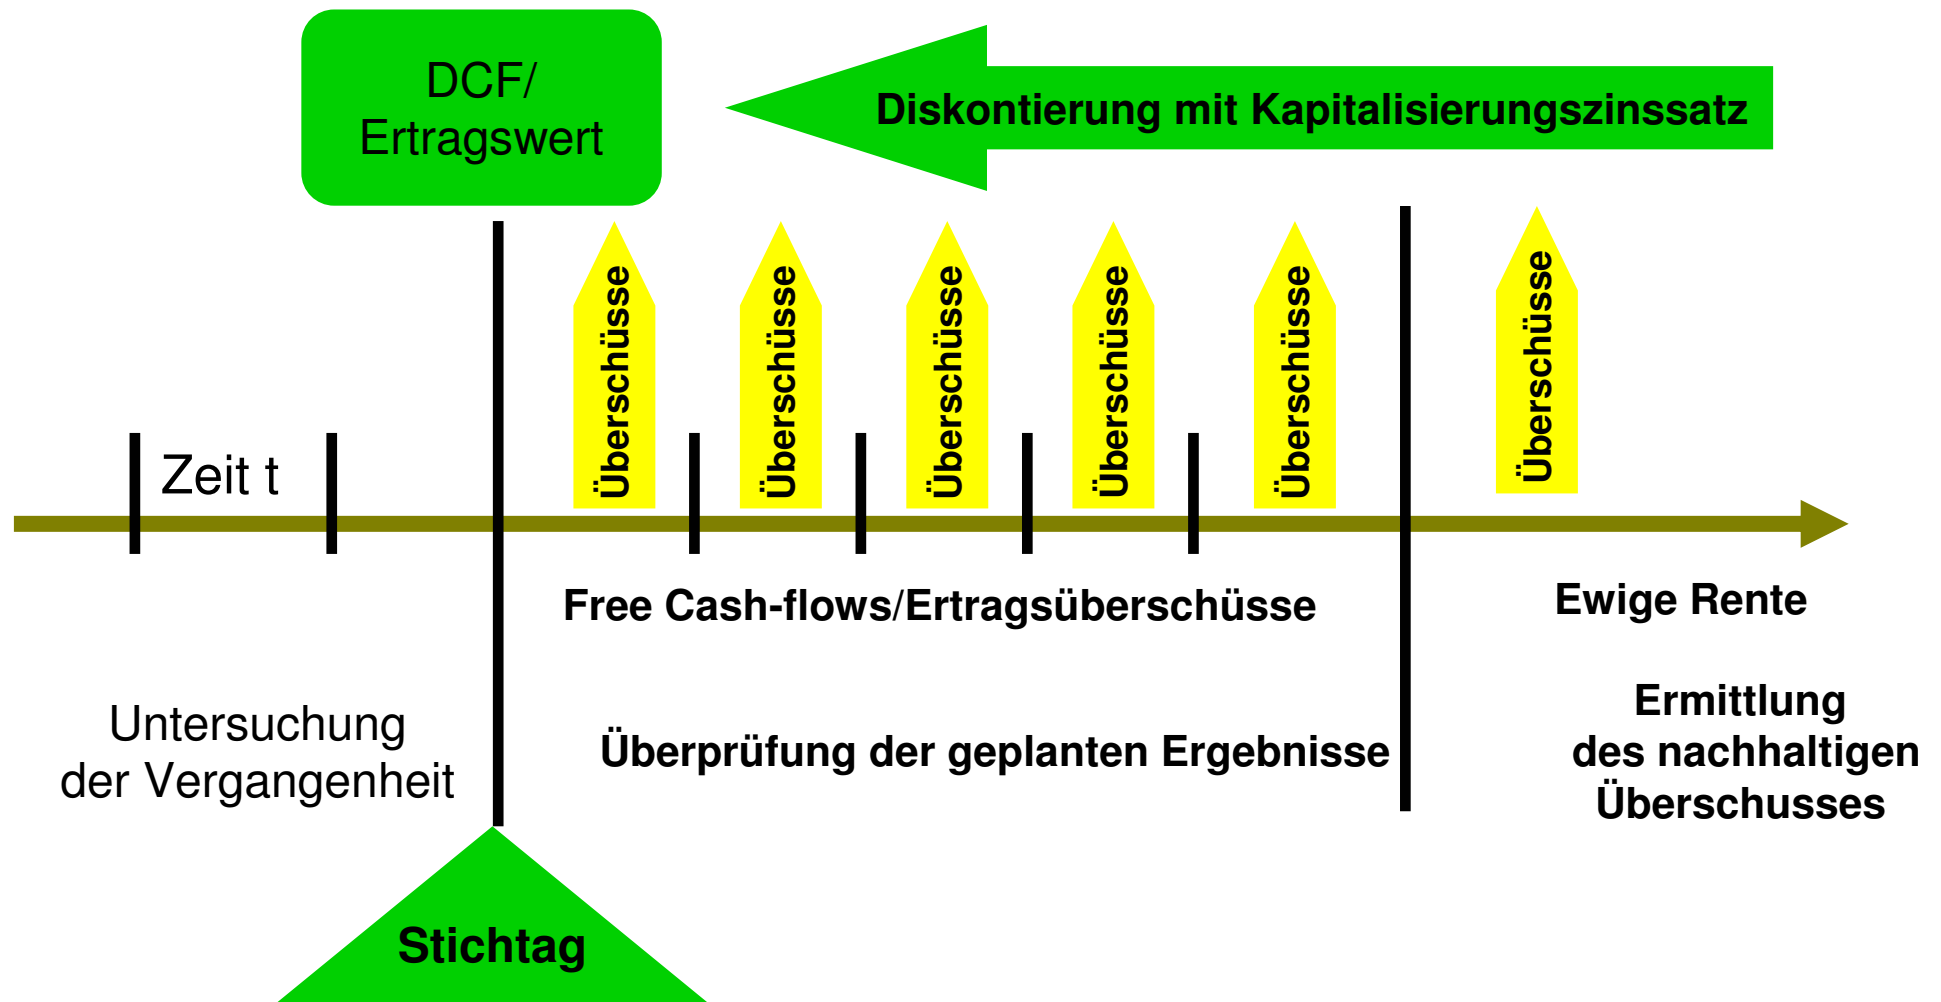 DCF/
Ertragswert
Diskontierung mit Kapitalisierungszinssatz
Überschüsse
Überschüsse
Überschüsse
Überschüsse
Überschüsse
Überschüsse
Zeit t
Free Cash-flows/Ertragsüberschüsse
Ewige Rente
Untersuchung
der Vergangenheit
Überprüfung der geplanten Ergebnisse
Ermittlung
des nachhaltigen
Überschusses
Stichtag